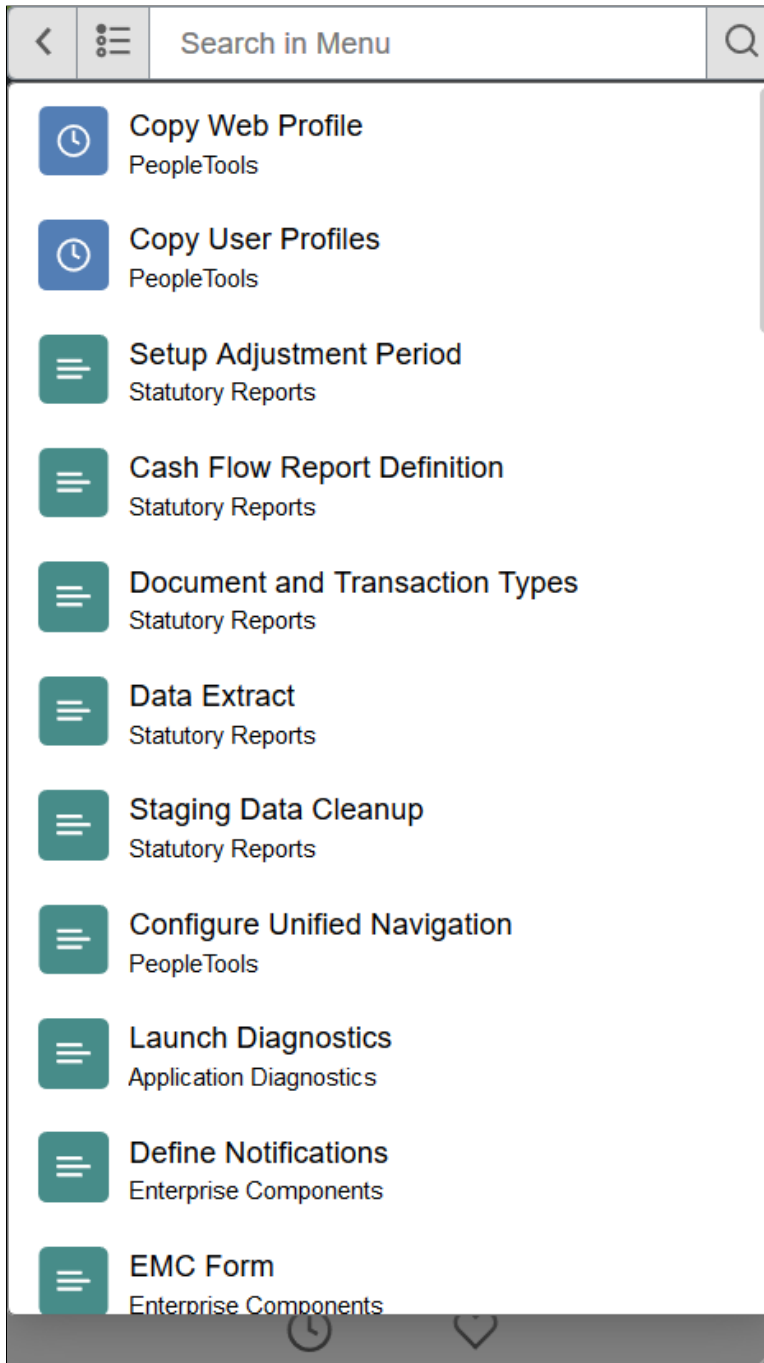 Search in Menu
Copy Web Profile
PeopleTools
Copy User Profiles
PeopleTools
Setup Adjustment Period
Statutory Reports
Cash Flow Report Definition
Statutory Reports
Document and Transaction Types
Statutory Reports
Data Extract
Statutory Reports
Staging Data Cleanup
Statutory Reports
Configure Unified Navigation
PeopleTools
Launch Diagnostics
Application Diagnostics
Define Notifications
Enterprise Components
EMC Form
Enterprise Components